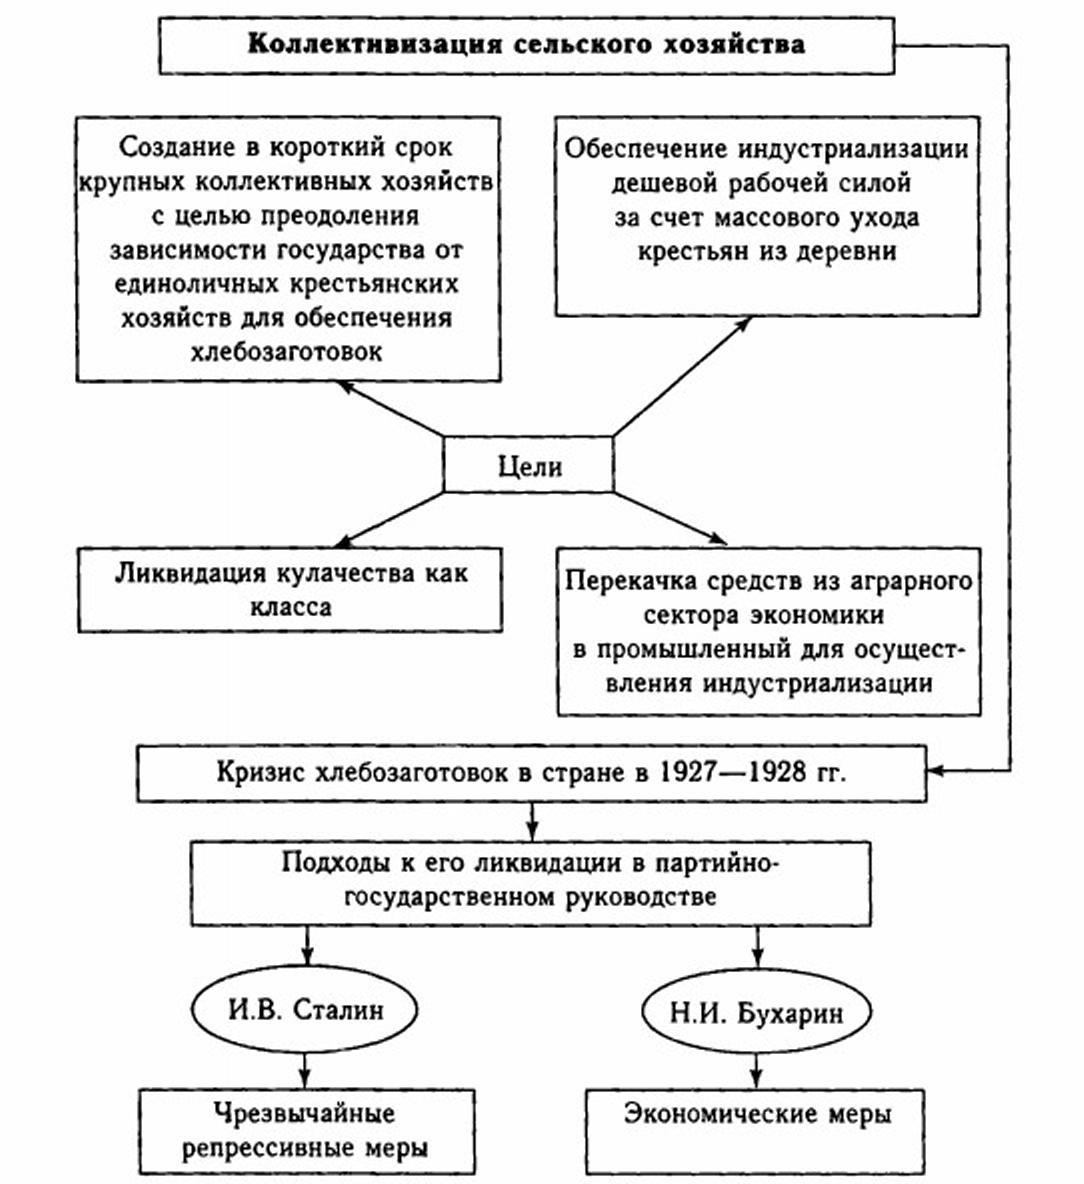 Коллективизация сельского хозяйства
Создание в короткий срок
крупных коллективных хозяйств
с целью преодоления
зависимости государства от
единоличных крестьянских
хозяйств для обеспечения
хлебозаготовок
Обеспечение индустриализации
дешевой рабочей силой
за счет массового ухода
крестьян из деревни
Цели
Ликвидация кулачества как
класса
Перекачка средств из аграрного
сектора экономики
в промышленный для осущест-
вления индустриализации
Кризис хлебозаготовок в стране в 1927—1928 гг.
Подходы к его ликвидации в партийно-
государственном руководстве
И.В. Сталин
Н.И. Бухарин
Чрезвычайные
репрессивные меры
Экономические меры